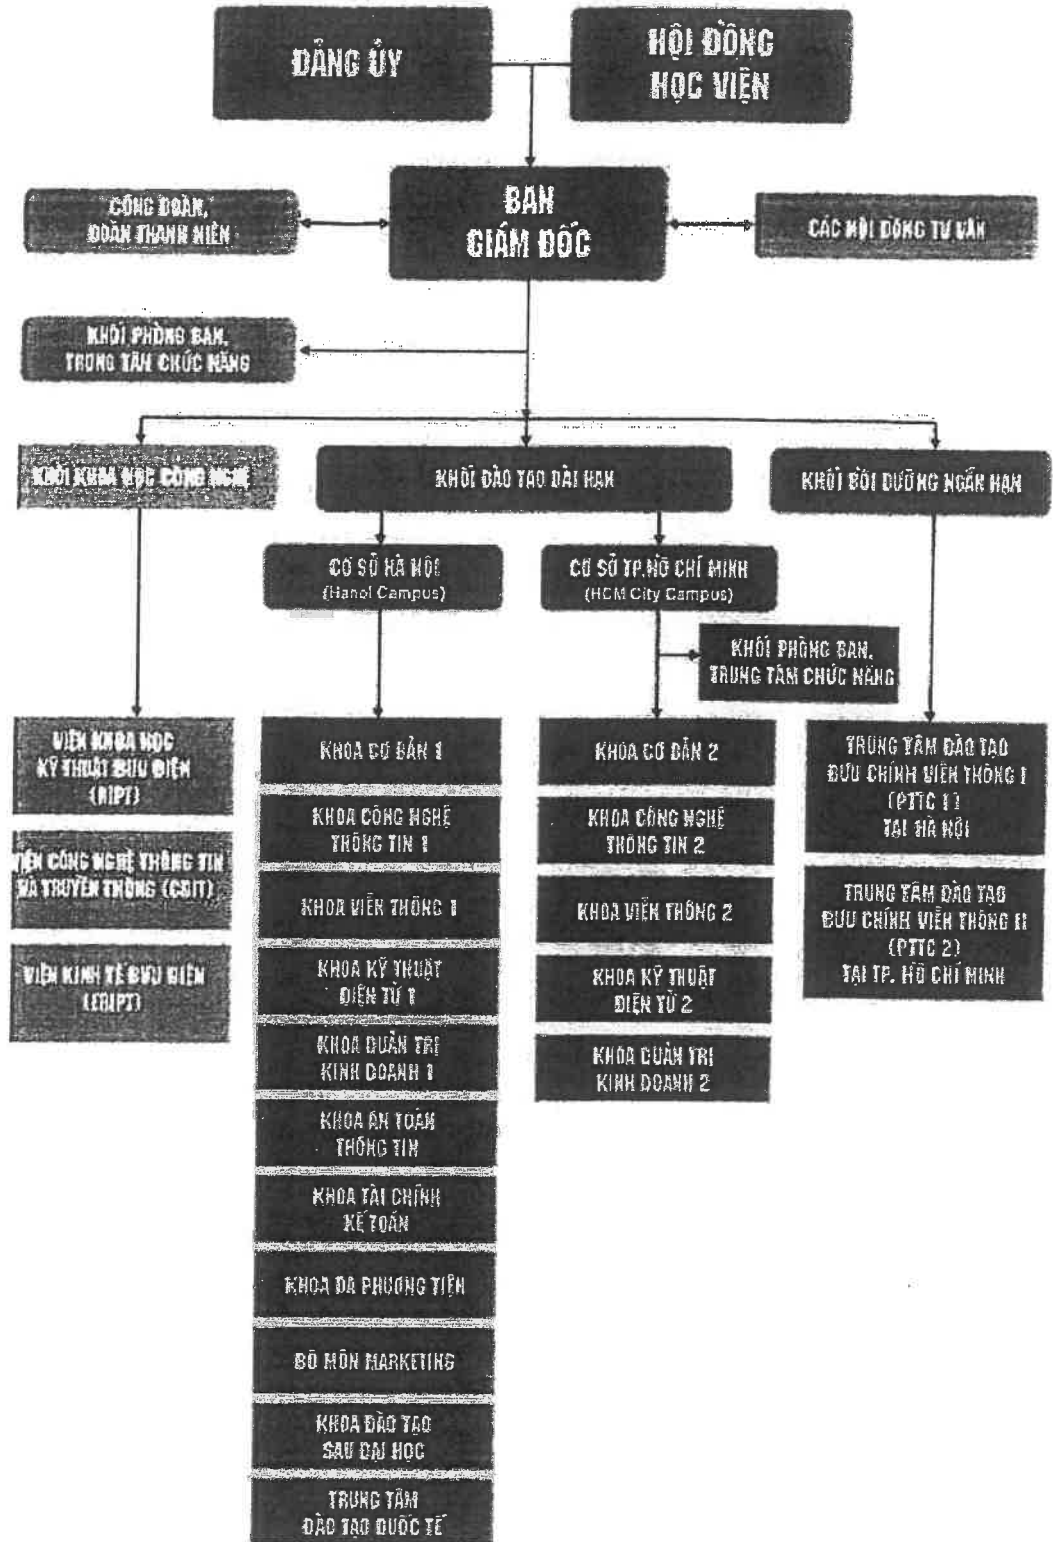 ĐẢNG ỦY
HỘI ĐỒNG
HỌC VIỆN
BAN
GIÁM ĐỐC
CÔNG ĐOÀN,
ĐOÀN THANH NIÊN
CÁC HỘI ĐỒNG TƯ VẤN
KHỐI PHÒNG BAN,
TRUNG TÂM CHỨC NĂNG
KHỐI KHOA HỌC CÔNG NGHỆ
KHỐI ĐÀO TẠO DÀI HẠN
KHỐI BỒI DƯỠNG NGẮN HẠN
CƠ SỞ HÀ NỘI
(Hanoi Campus)
CƠ SỞ TP.HỒ CHÍ MINH
(HCM City Campus)
KHỐI PHÒNG BAN,
TRUNG TÂM CHỨC NĂNG
VIỆN KHOA HỌC
KỸ THUẬT BƯU ĐIỆN
(RIPT)
VIỆN CÔNG NGHỆ THÔNG TIN
VÀ TRUYỀN THÔNG (CDIT)
VIỆN KINH TẾ BƯU ĐIỆN
(ERIPT)
KHOA CƠ BẢN 1
KHOA CÔNG NGHỆ
THÔNG TIN 1
KHOA VIỄN THÔNG 1
KHOA KỸ THUẬT
ĐIỆN TỬ 1
KHOA QUẢN TRỊ
KINH DOANH 1
KHOA AN TOÀN
THÔNG TIN
KHOA TÀI CHÍNH
KẾ TOÁN
KHOA ĐA PHƯƠNG TIỆN
BỘ MÔN MARKETING
KHOA ĐÀO TẠO
SAU ĐẠI HỌC
TRUNG TÂM
ĐÀO TẠO QUỐC TẾ
KHOA CƠ BẢN 2
KHOA CÔNG NGHỆ
THÔNG TIN 2
KHOA VIỄN THÔNG 2
KHOA KỸ THUẬT
ĐIỆN TỬ 2
KHOA QUẢN TRỊ
KINH DOANH 2
TRUNG TÂM ĐÀO TẠO
BƯU CHÍNH VIỄN THÔNG I
(PTTC 1)
TẠI HÀ NỘI
TRUNG TÂM ĐÀO TẠO
BƯU CHÍNH VIỄN THÔNG II
(PTTC 2)
TẠI TP. HỒ CHÍ MINH